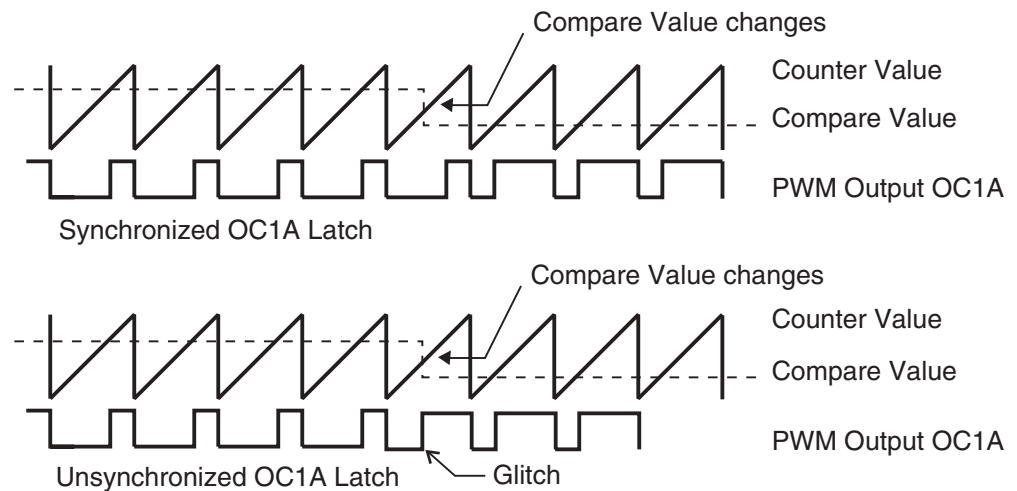 Compare Value changes
Counter Value
Compare Value
PWM Output OC1A
Synchronized OC1A Latch
Compare Value changes
Counter Value
Compare Value
PWM Output OC1A
Unsynchronized OC1A Latch
Glitch